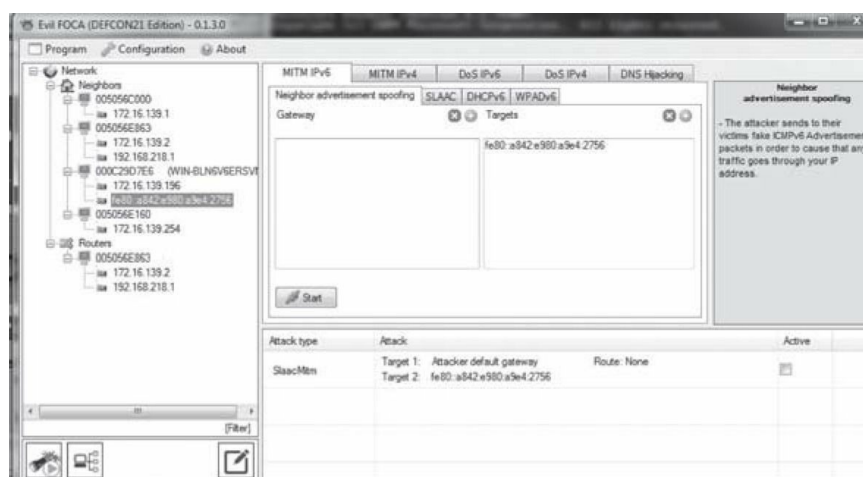 Evil FOCA (DEFCON21 Edition) - 0.1.3.0
Program Configuration About
Network
Neighbors
005056C000
172.16.139.1
005056E863
172.16.139.2
192.168.218.1
000C29D7E6 (WIN-BLN6V6ERSVI
172.16.139.196
fe80::a842:e980:a9e4:2756
005056E160
172.16.139.254
Routers
005056E863
172.16.139.2
192.168.218.1
[Filter]
MITM IPv6 MITM IPv4 DoS IPv6 DoS IPv4 DNS Hijacking
Neighbor advertisement spoofing SLAAC DHCPv6 WPADv6
Gateway Targets
fe80::a842:e980:a9e4:2756
Start
Neighbor
advertisement spoofing
- The attacker sends to their
victims fake ICMPv6 Advertisemen
packets in order to cause that any
traffic goes through your IP
address.
Attack type Attack Active
SlaacMitm
Target 1: Attacker default gateway Route: None
Target 2: fe80::a842:e980:a9e4:2756